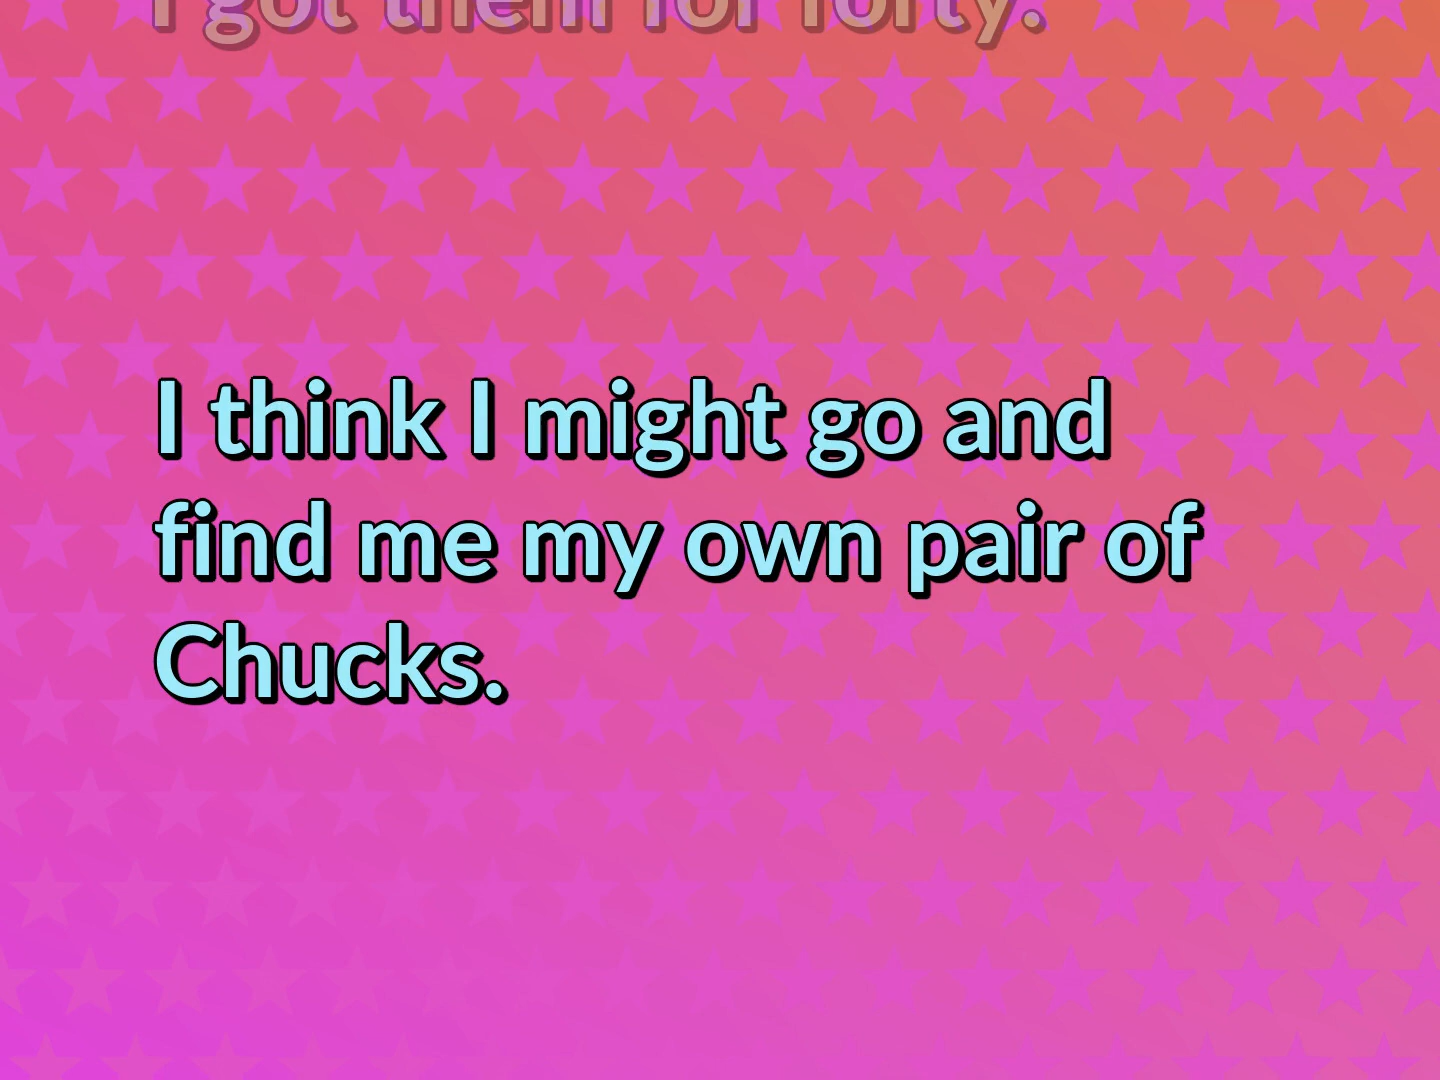 I got them for forty.
I think I might go and
find me my own pair of
Chucks.